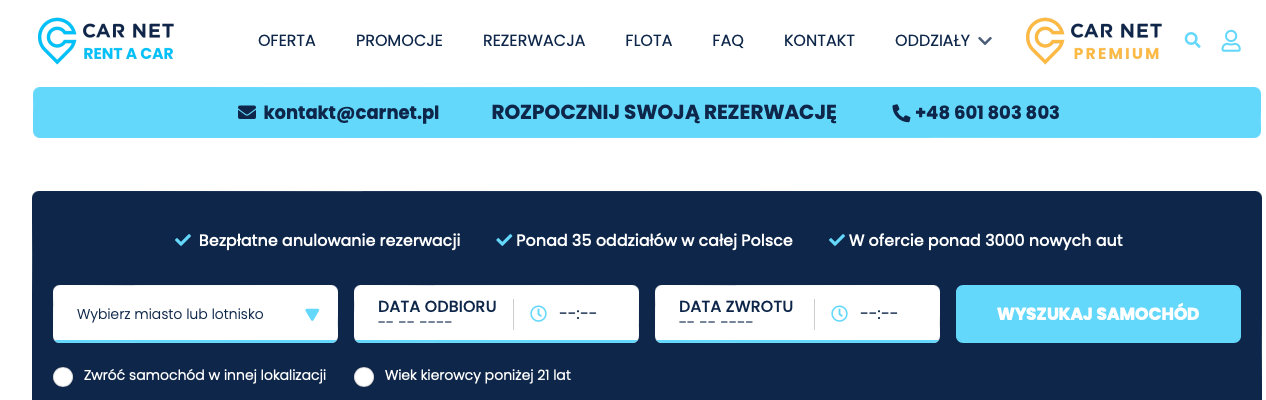 CAR NET
RENT A CAR
OFERTA PROMOCJE REZERWACJA FLOTA FAQ KONTAKT ODDZIAŁY
CAR NET
PREMIUM
kontakt@carnet.pl ROZPOCZNIJ SWOJĄ REZERWACJĘ +48 601 803 803
Bezpłatne anulowanie rezerwacji Ponad 35 oddziałów w całej Polsce W ofercie ponad 3000 nowych aut
Wybierz miasto lub lotnisko
DATA ODBIORU
-- -- ----
--:--
DATA ZWROTU
-- -- ----
--:--
WYSZUKAJ SAMOCHÓD
Zwróć samochód w innej lokalizacji Wiek kierowcy poniżej 21 lat